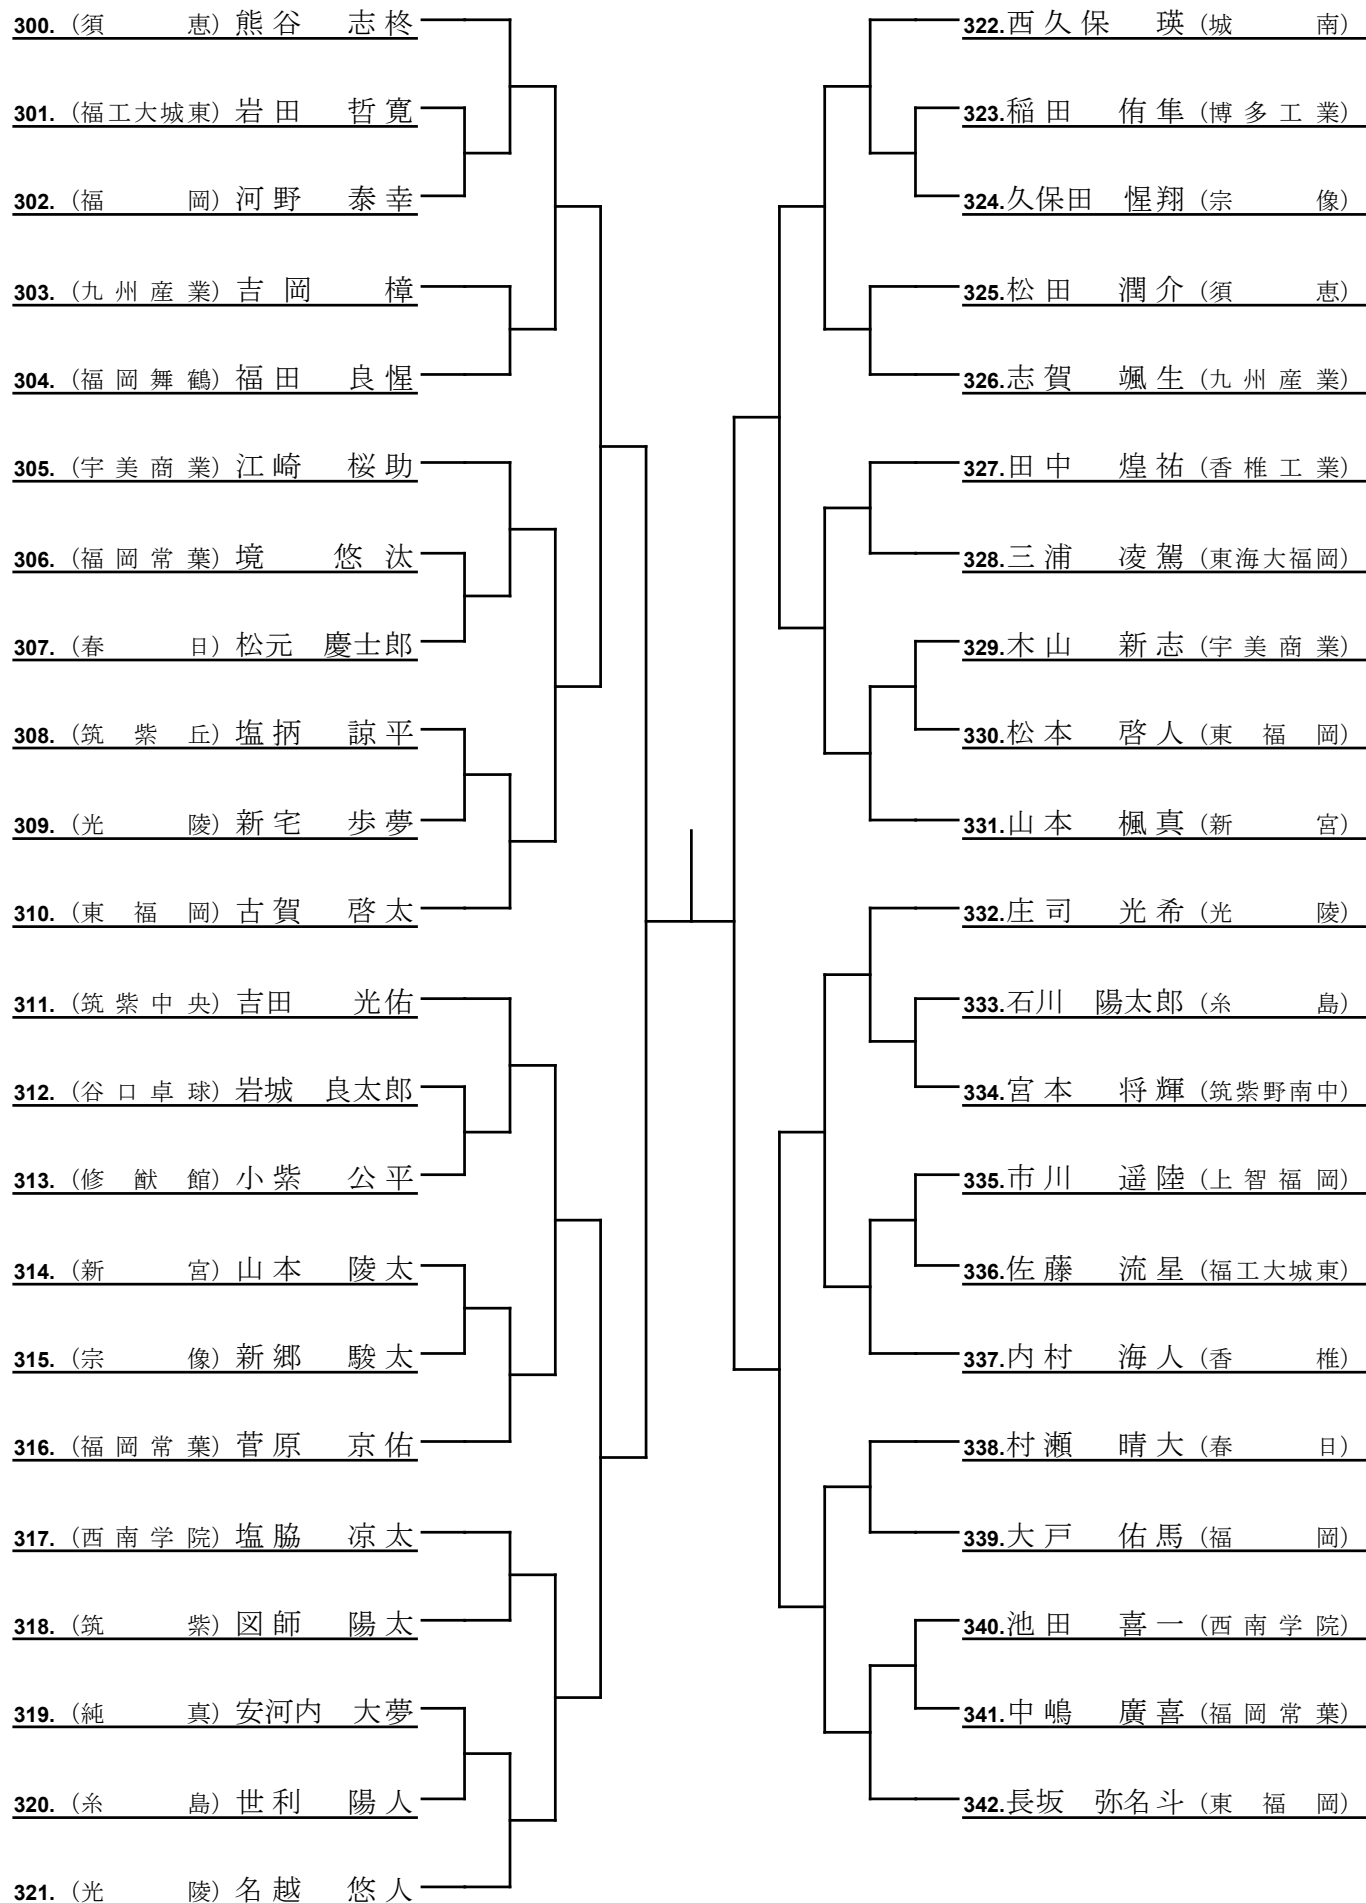 300. (須恵) 熊谷 志柊
301. (福工大城東) 岩田 哲寛
302. (福岡) 河野 泰幸
303. (九州産業) 吉岡 樟
304. (福岡舞鶴) 福田 良惺
305. (宇美商業) 江崎 桜助
306. (福岡常葉) 境 悠汰
307. (春日) 松元 慶士郎
308. (筑紫丘) 塩柄 諒平
309. (光陵) 新宅 歩夢
310. (東福岡) 古賀 啓太
311. (筑紫中央) 吉田 光佑
312. (谷口卓球) 岩城 良太郎
313. (修猷館) 小柴 公平
314. (新宮) 山本 陵太
315. (宗像) 新郷 駿太
316. (福岡常葉) 菅原 京佑
317. (西南学院) 塩脇 凉太
318. (筑紫) 図師 陽太
319. (純真) 安河内 大夢
320. (糸島) 世利 陽人
321. (光陵) 名越 悠人
322. 西久保 瑛 (城南)
323. 稲田 侑隼 (博多工業)
324. 久保田 惺翔 (宗像)
325. 松田 潤介 (須恵)
326. 志賀 颯生 (九州産業)
327. 田中 煌祐 (香椎工業)
328. 三浦 凌駕 (東海大福岡)
329. 木山 新志 (宇美商業)
330. 松本 啓人 (東福岡)
331. 山本 楓真 (新宮)
332. 庄司 光希 (光陵)
333. 石川 陽太郎 (糸島)
334. 宮本 将輝 (筑紫野南中)
335. 市川 遥陸 (上智福岡)
336. 佐藤 流星 (福工大城東)
337. 内村 海人 (香椎)
338. 村瀬 晴大 (春日)
339. 大戸 佑馬 (福岡)
340. 池田 喜一 (西南学院)
341. 中嶋 廣喜 (福岡常葉)
342. 長坂 弥名斗 (東福岡)